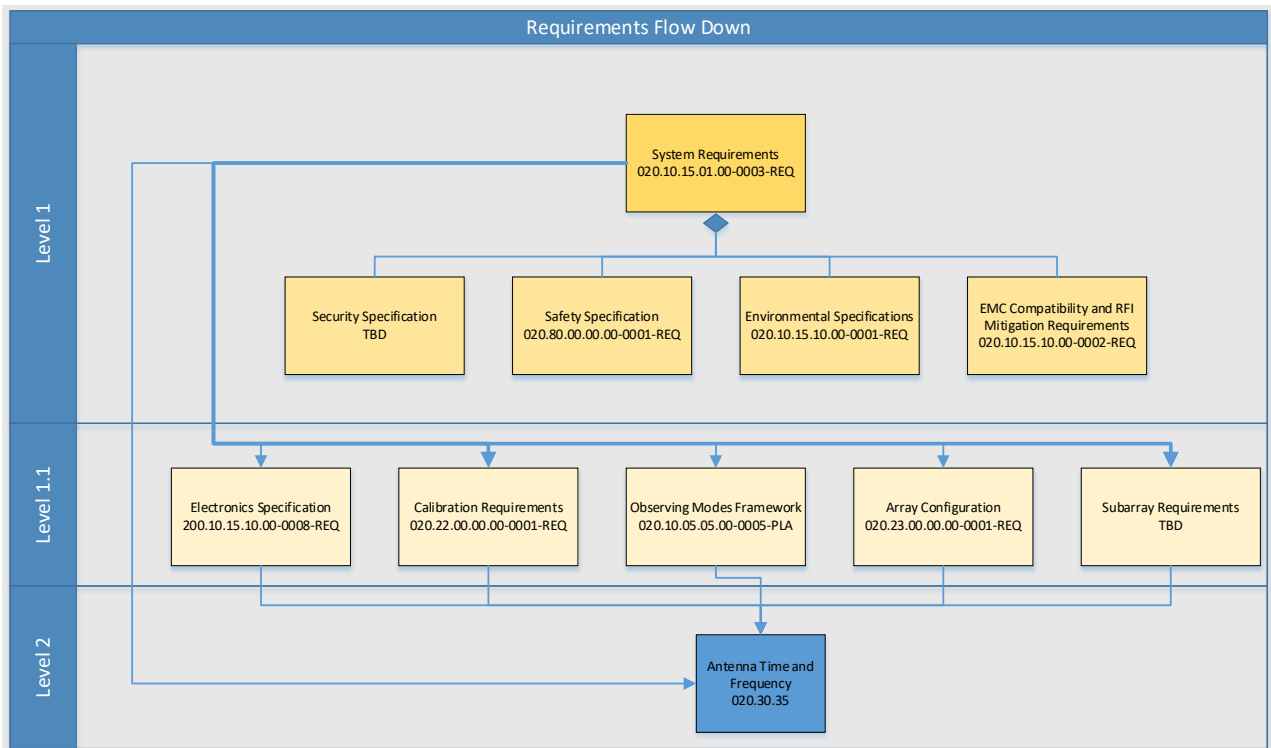 Requirements Flow Down
Level 1
System Requirements
020.10.15.01.00-0003-REQ
Security Specification
TBD
Safety Specification
020.80.00.00.00-0001-REQ
Environmental Specifications
020.10.15.10.00-0001-REQ
EMC Compatibility and RFI
Mitigation Requirements
020.10.15.10.00-0002-REQ
Level 1.1
Electronics Specification
200.10.15.10.00-0008-REQ
Calibration Requirements
020.22.00.00.00-0001-REQ
Observing Modes Framework
020.10.05.05.00-0005-PLA
Array Configuration
020.23.00.00.00-0001-REQ
Subarray Requirements
TBD
Level 2
Antenna Time and
Frequency
020.30.35